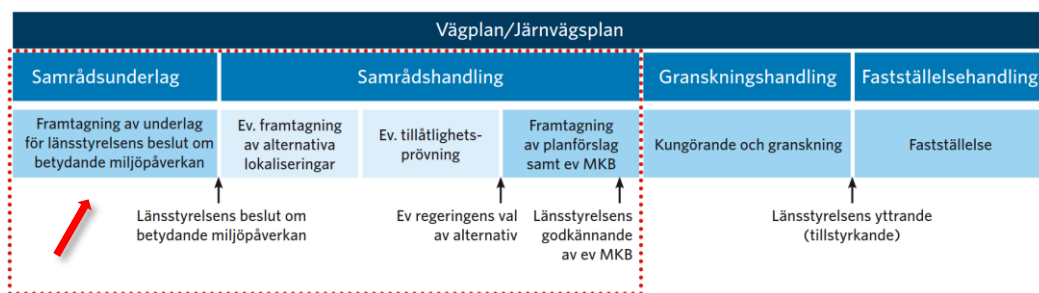 Vägplan/Järnvägsplan
Samrådsunderlag
Samrådshandling
Granskningshandling
Fastställelsehandling
Framtagning av underlag
för länsstyrelsens beslut om
betydande miljöpåverkan
Ev. framtagning
av alternativa
lokaliseringar
Ev. tillåtlighets-
prövning
Framtagning
av planförslag
samt ev MKB
Kungörande och granskning
Fastställelse
Länsstyrelsens beslut om
betydande miljöpåverkan
Ev regeringens val
av alternativ
Länsstyrelsens
godkännande
av ev MKB
Länsstyrelsens yttrande
(tillstyrkande)